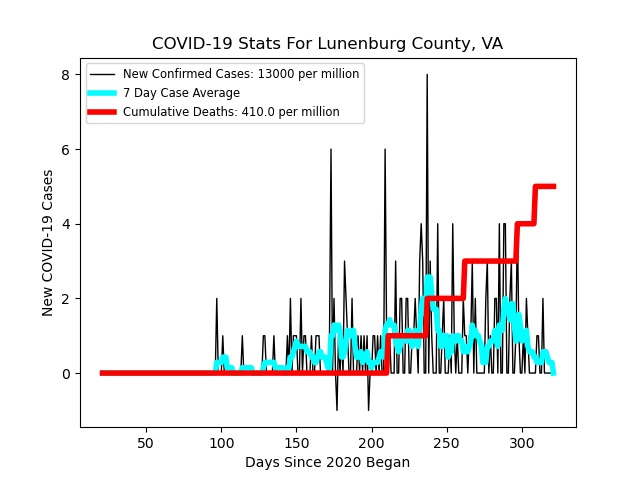 COVID-19 Stats For Lunenburg County, VA
New Confirmed Cases: 13000 per million
7 Day Case Average
Cumulative Deaths: 410.0 per million
New COVID-19 Cases
8
6
4
2
0
50 100 150 200 250 300
Days Since 2020 Began